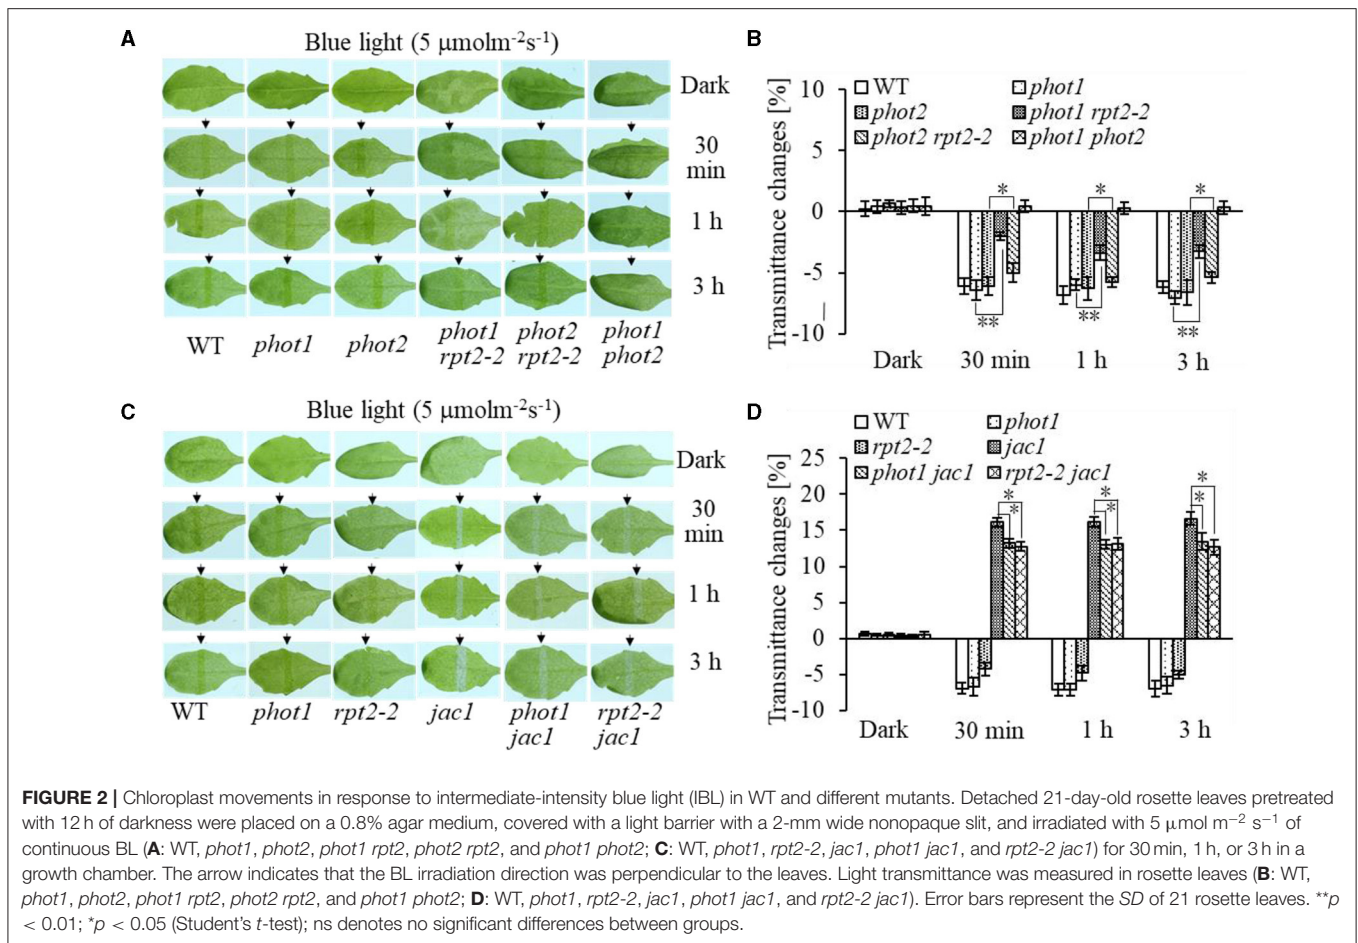 A
Blue light (5 μmolm-2s-1)
Dark
30
min
1 h
3 h
WT
phot1
phot2
phot1
rpt2-2
phot2
rpt2-2
phot1
phot2
B
Transmittance changes [%]
WT
phot1
phot2
phot1 rpt2-2
phot2 rpt2-2
phot1 phot2
10
5
0
-5
-10
*
*
*
**
**
**
Dark
30 min
1 h
3 h
C
Blue light (5 μmolm-2s-1)
Dark
30
min
1 h
3 h
WT
phot1
rpt2-2
jac1
phot1
jac1
rpt2-2
jac1
D
Transmittance changes [%]
WT
phot1
rpt2-2
jac1
phot1 jac1
rpt2-2 jac1
25
20
15
10
5
0
-5
-10
*
*
*
*
*
*
Dark
30 min
1 h
3 h
FIGURE 2 | Chloroplast movements in response to intermediate-intensity blue light (IBL) in WT and different mutants. Detached 21-day-old rosette leaves pretreated
with 12 h of darkness were placed on a 0.8% agar medium, covered with a light barrier with a 2-mm wide nonopaque slit, and irradiated with 5 μmol m−2 s−1 of
continuous BL (A: WT, phot1, phot2, phot1 rpt2, phot2 rpt2, and phot1 phot2; C: WT, phot1, rpt2-2, jac1, phot1 jac1, and rpt2-2 jac1) for 30 min, 1 h, or 3 h in a
growth chamber. The arrow indicates that the BL irradiation direction was perpendicular to the leaves. Light transmittance was measured in rosette leaves (B: WT,
phot1, phot2, phot1 rpt2, phot2 rpt2, and phot1 phot2; D: WT, phot1, rpt2-2, jac1, phot1 jac1, and rpt2-2 jac1). Error bars represent the SD of 21 rosette leaves. **p
< 0.01; *p < 0.05 (Student's t-test); ns denotes no significant differences between groups.